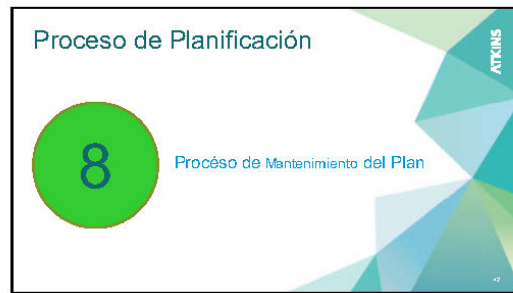 Proceso de Planificación
ATKINS
8
Procéso de Mantenimiento del Plan